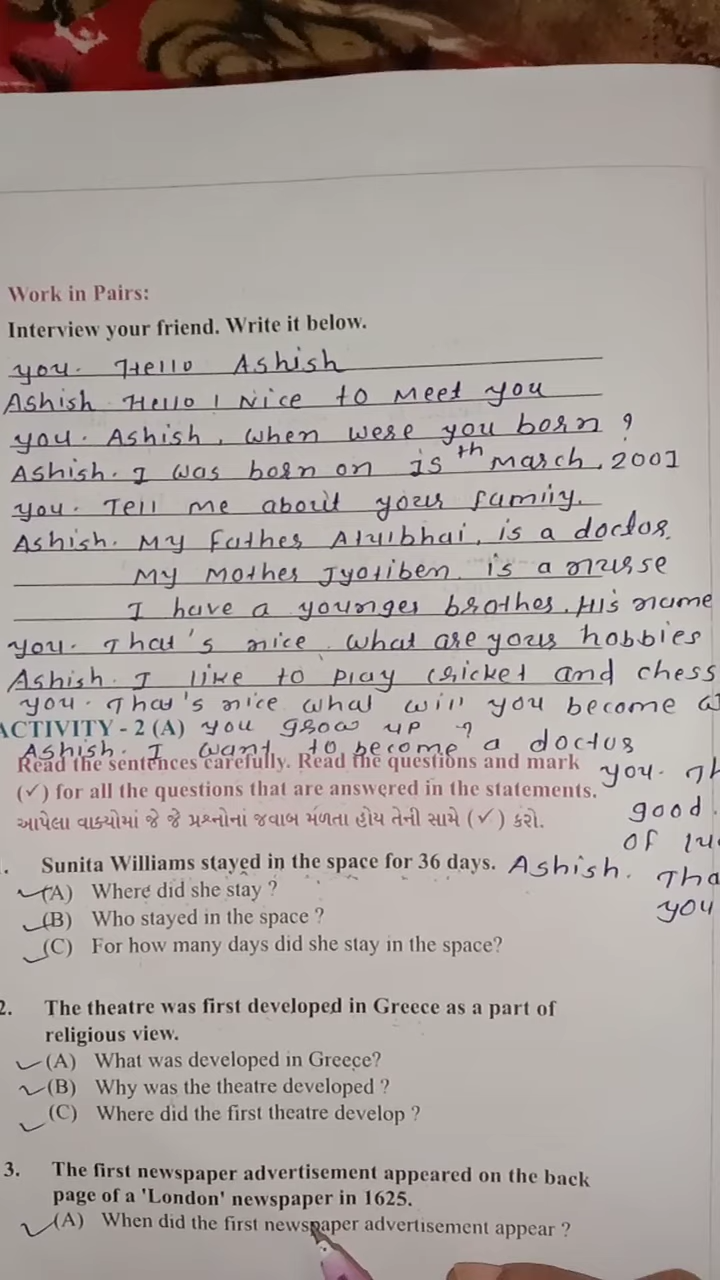 Work in Pairs:
Interview your friend. Write it below.
you. Hello Ashish
Ashish Hello! Nice to meet you
you. Ashish, when were you born ?
Ashish. I was born on 15th march, 2001
you. Tell me about your family.
Ashish. My father Atulbhai, is a doctor.
My mother Jyotiben. is a nurse
I have a younger brother. His name
you. That's nice. What are your hobbies
Ashish. I like to play cricket and chess
you. That's nice what will you become
ACTIVITY - 2 (A) you grow up ?
Ashish. I want to become a doctor
Read the sentences carefully. Read the questions and mark
(✓) for all the questions that are answered in the statements.
you.
આપેલા વાક્યોમાં જે જે પ્રશ્નોનાં જવાબ મળતા હોય તેની સામે (✓) કરો.
good.
of
Sunita Williams stayed in the space for 36 days. Ashish. Tha
✓(A) Where did she stay ?
you
✓(B) Who stayed in the space ?
✓(C) For how many days did she stay in the space?
2. The theatre was first developed in Greece as a part of
religious view.
✓(A) What was developed in Greece?
✓(B) Why was the theatre developed ?
✓(C) Where did the first theatre develop ?
3. The first newspaper advertisement appeared on the back
page of a 'London' newspaper in 1625.
✓(A) When did the first newspaper advertisement appear ?